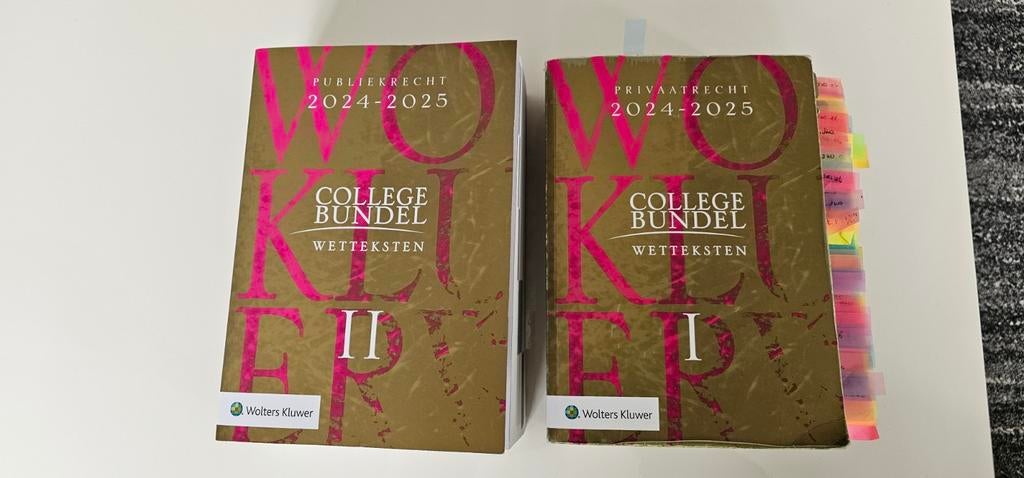 PUBLIEKRECHT
2024-2025
WO
COLLEGE
BUNDEL
WETTEKSTEN
KLU
II
ER
Wolters Kluwer
PRIVAATRECHT
2024-2025
WO
COLLEGE
BUNDEL
WETTEKSTEN
KLU
I
ER
Wolters Kluwer